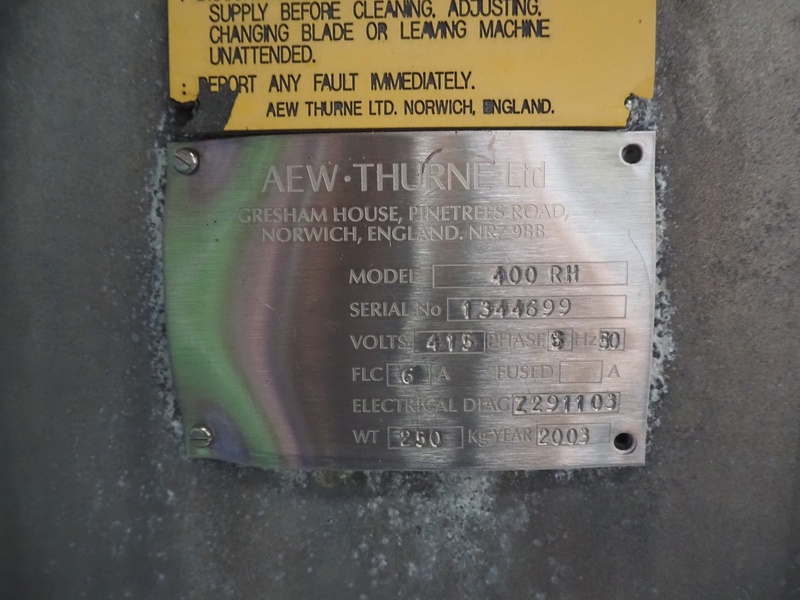 SUPPLY BEFORE CLEANING, ADJUSTING,
CHANGING BLADE OR LEAVING MACHINE
UNATTENDED.
: REPORT ANY FAULT IMMEDIATELY.
AEW THURNE LTD. NORWICH, ENGLAND.
AEW·THURNE Ltd
GRESHAM HOUSE, PINETREES ROAD,
NORWICH, ENGLAND. NR7 9BB
MODEL 400 RH
SERIAL No 1344699
VOLTS 415 PHASE Hz 50
FLC 6 A FUSED A
ELECTRICAL DIAG Z291103
WT 250 Kg YEAR 2003